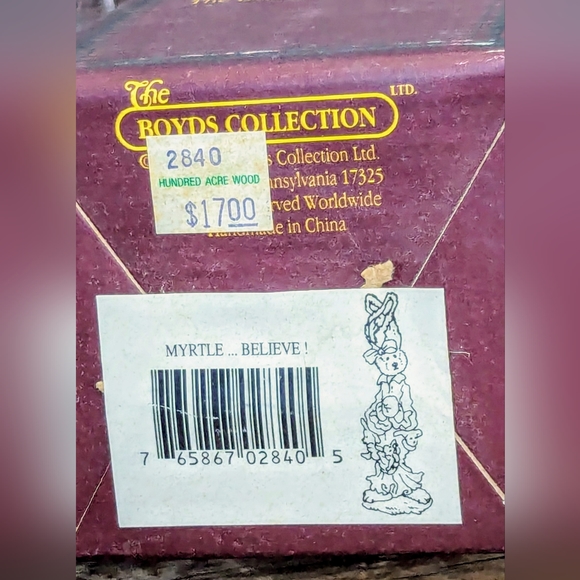 The
BOYDS COLLECTION
LTD.
2840
HUNDRED ACRE WOOD
$1700
s Collection Ltd.
nsylvania 17325
rved Worldwide
Handmade in China
MYRTLE ... BELIEVE !
7 65867 02840 5